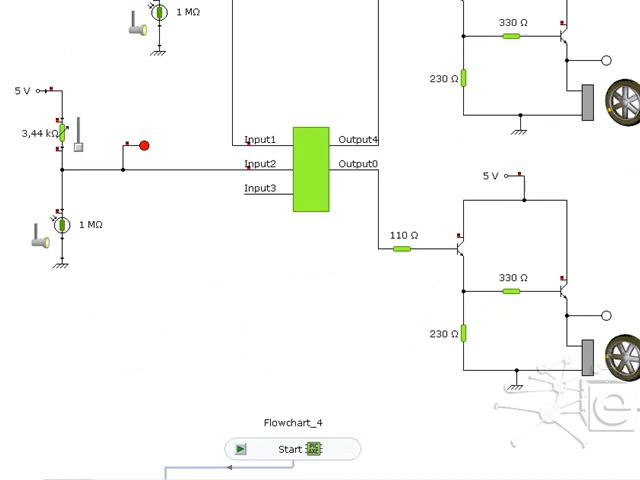 1 MΩ
330 Ω
5 V
230 Ω
3,44 kΩ
Input1
Output4
Input2
Output0
Input3
5 V
1 MΩ
110 Ω
330 Ω
230 Ω
Flowchart_4
Start